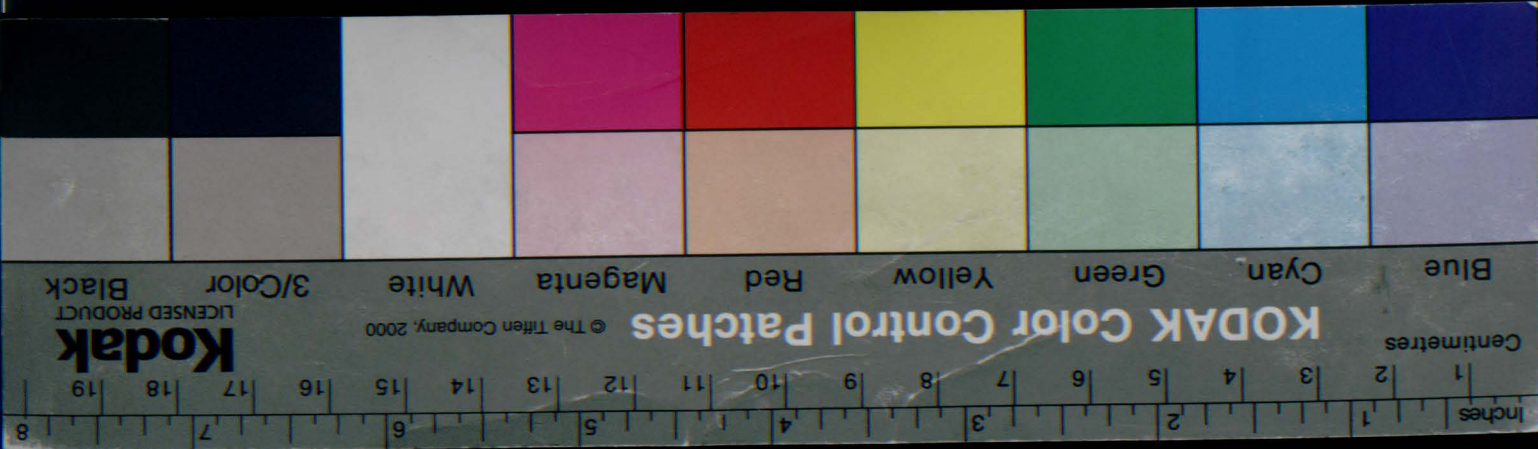 Inches 1 2 3 4 5 6 7 8
1 2 3 4 5 6 7 8 9 10 11 12 13 14 15 16 17 18 19
Centimetres
KODAK Color Control Patches © The Tiffen Company, 2000
Kodak
LICENSED PRODUCT
Blue Cyan Green Yellow Red Magenta White 3/Color Black